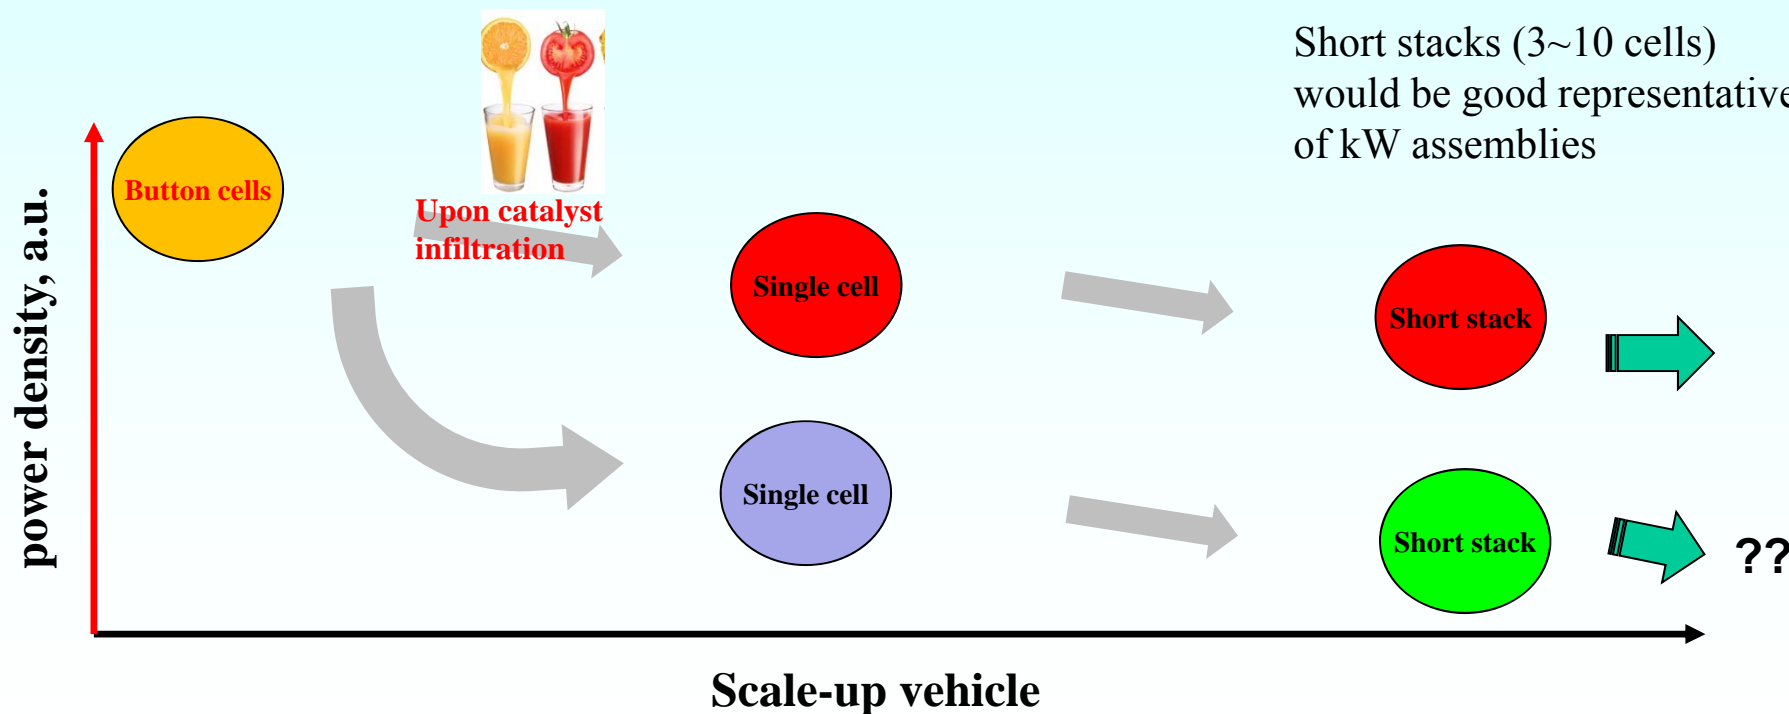 Short stacks (3~10 cells)
would be good representative
of kW assemblies
Button cells
Upon catalyst
infiltration
Single cell
Short stack
Single cell
Short stack
??
power density, a.u.
Scale-up vehicle